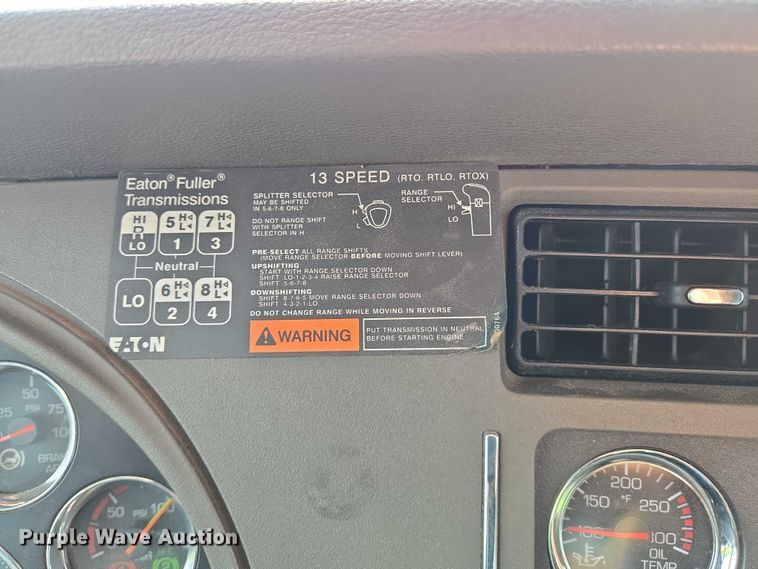 Eaton® Fuller®
Transmissions
13 SPEED (RTO, RTLO, RTOX)
SPLITTER SELECTOR
MAY BE SHIFTED
IN 5-6-7-8 ONLY
DO NOT RANGE SHIFT
WITH SPLITTER
SELECTOR IN H
H
L
RANGE
SELECTOR
HI
LO
HI
R
LO
5 H L
1
7 H L
3
Neutral
LO
6 H L
2
8 H L
4
PRE-SELECT ALL RANGE SHIFTS
(MOVE RANGE SELECTOR BEFORE MOVING SHIFT LEVER)
UPSHIFTING
START WITH RANGE SELECTOR DOWN
SHIFT LO-1-2-3-4 RAISE RANGE SELECTOR
SHIFT 5-6-7-8
DOWNSHIFTING
SHIFT 8-7-6-5 MOVE RANGE SELECTOR DOWN
SHIFT 4-3-2-1-LO
DO NOT CHANGE RANGE WHILE MOVING IN REVERSE
EATON
WARNING
PUT TRANSMISSION IN NEUTRAL
BEFORE STARTING ENGINE
25 50 75 100
PSI
50 PSI 100
100 150 200 250 300
°F
OIL
TEMP
Purple Wave Auction